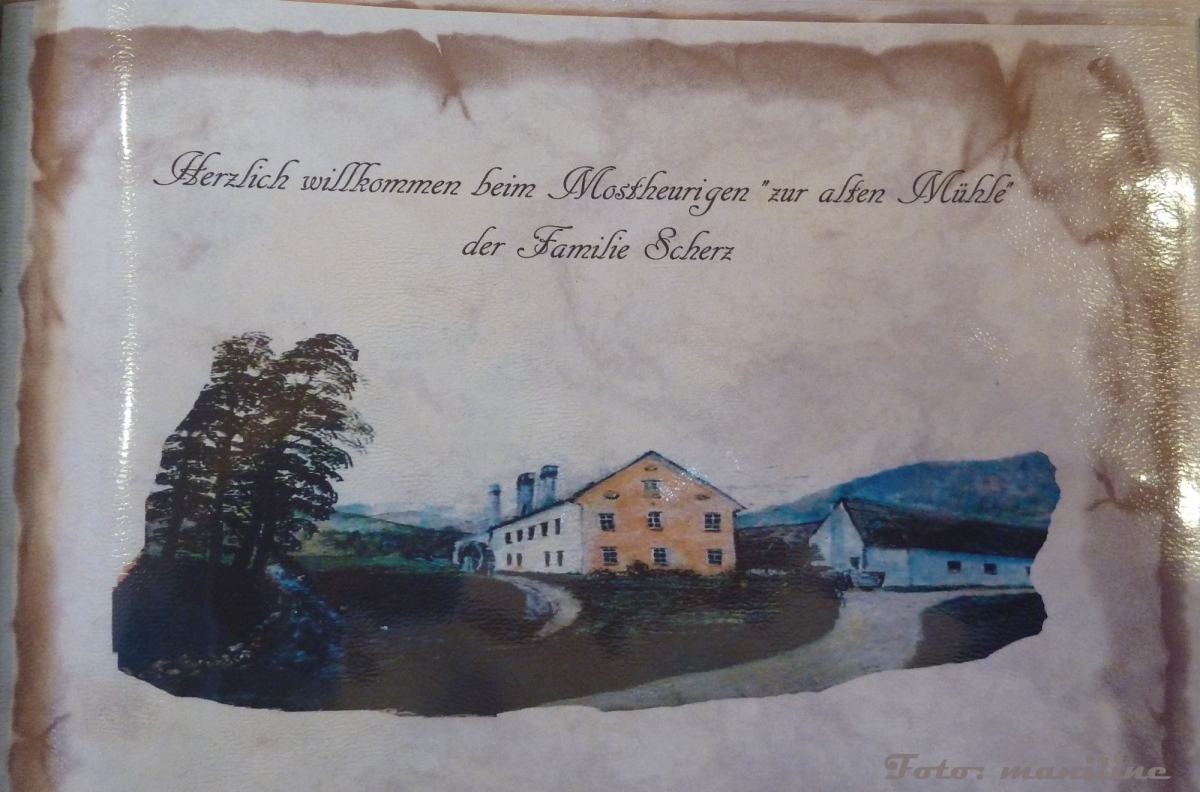 Herzlich willkommen beim Mostheurigen "zur alten Mühle"
der Familie Scherz
Foto: maniline